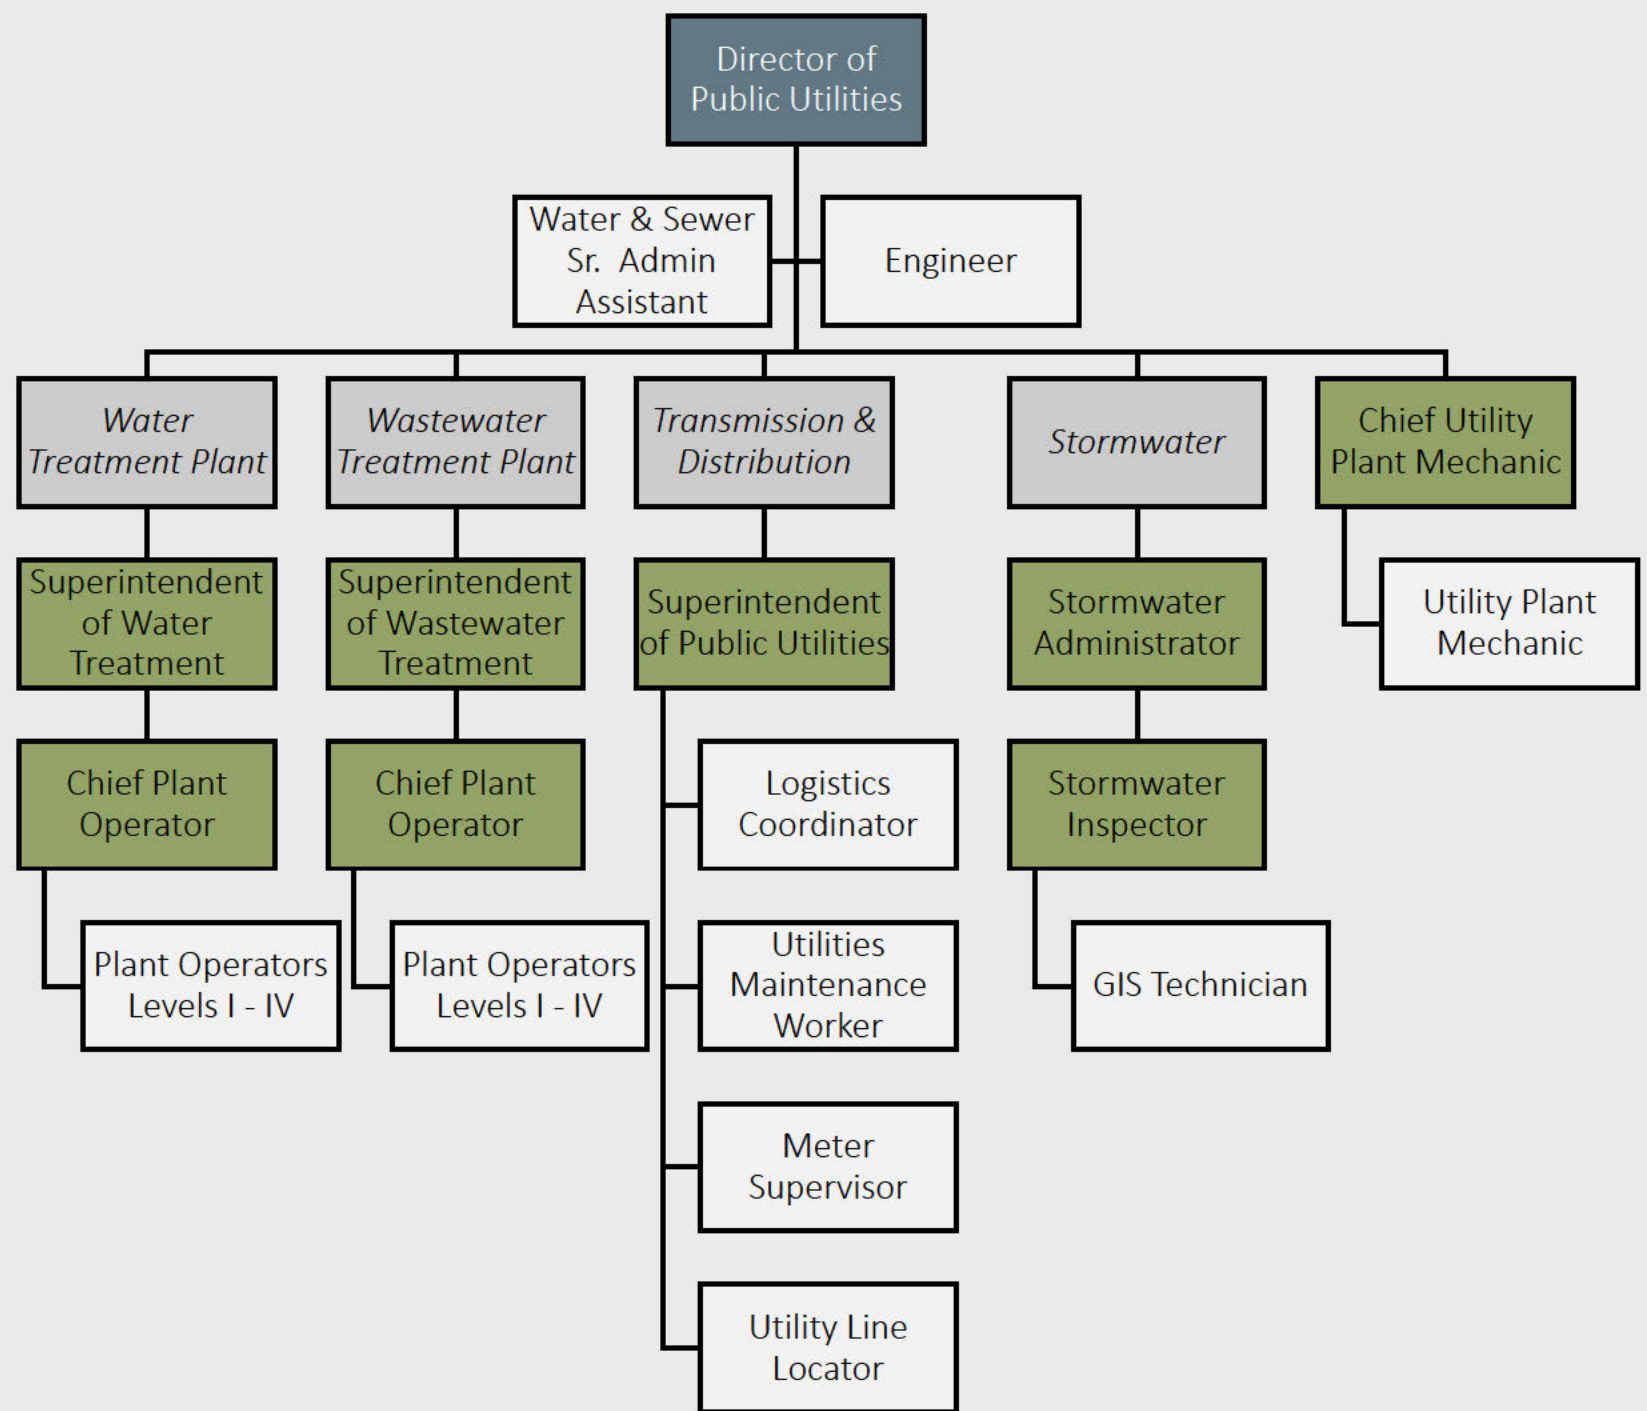 Director of
Public Utilities
Water & Sewer
Sr. Admin
Assistant
Engineer
Water
Treatment Plant
Wastewater
Treatment Plant
Transmission &
Distribution
Stormwater
Chief Utility
Plant Mechanic
Superintendent
of Water
Treatment
Superintendent
of Wastewater
Treatment
Superintendent
of Public Utilities
Stormwater
Administrator
Utility Plant
Mechanic
Chief Plant
Operator
Chief Plant
Operator
Logistics
Coordinator
Stormwater
Inspector
Plant Operators
Levels I - IV
Plant Operators
Levels I - IV
Utilities
Maintenance
Worker
GIS Technician
Meter
Supervisor
Utility Line
Locator